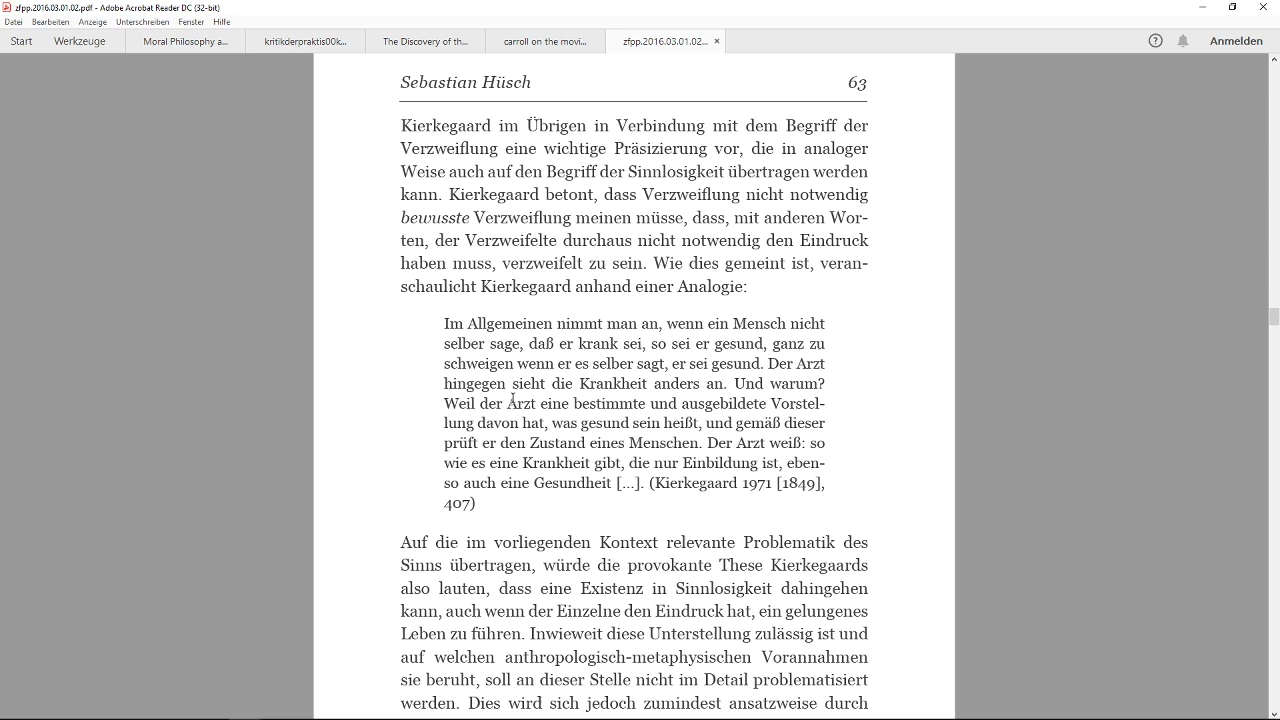 zfpp.2016.03.01.02.pdf - Adobe Acrobat Reader DC (32-bit)
Datei Bearbeiten Anzeige Unterschreiben Fenster Hilfe
Start Werkzeuge Moral Philosophy a... kritikderpraktis00k... The Discovery of th... carroll on the movi... zfpp.2016.03.01.02... × ? Anmelden
Sebastian Hüsch 63
Kierkegaard im Übrigen in Verbindung mit dem Begriff der
Verzweiflung eine wichtige Präsizierung vor, die in analoger
Weise auch auf den Begriff der Sinnlosigkeit übertragen werden
kann. Kierkegaard betont, dass Verzweiflung nicht notwendig
bewusste Verzweiflung meinen müsse, dass, mit anderen Wor-
ten, der Verzweifelte durchaus nicht notwendig den Eindruck
haben muss, verzweifelt zu sein. Wie dies gemeint ist, veran-
schaulicht Kierkegaard anhand einer Analogie:
Im Allgemeinen nimmt man an, wenn ein Mensch nicht
selber sage, daß er krank sei, so sei er gesund, ganz zu
schweigen wenn er es selber sagt, er sei gesund. Der Arzt
hingegen sieht die Krankheit anders an. Und warum?
Weil der Arzt eine bestimmte und ausgebildete Vorstel-
lung davon hat, was gesund sein heißt, und gemäß dieser
prüft er den Zustand eines Menschen. Der Arzt weiß: so
wie es eine Krankheit gibt, die nur Einbildung ist, eben-
so auch eine Gesundheit [...]. (Kierkegaard 1971 [1849],
407)
Auf die im vorliegenden Kontext relevante Problematik des
Sinns übertragen, würde die provokante These Kierkegaards
also lauten, dass eine Existenz in Sinnlosigkeit dahingehen
kann, auch wenn der Einzelne den Eindruck hat, ein gelungenes
Leben zu führen. Inwieweit diese Unterstellung zulässig ist und
auf welchen anthropologisch-metaphysischen Vorannahmen
sie beruht, soll an dieser Stelle nicht im Detail problematisiert
werden. Dies wird sich jedoch zumindest ansatzweise durch